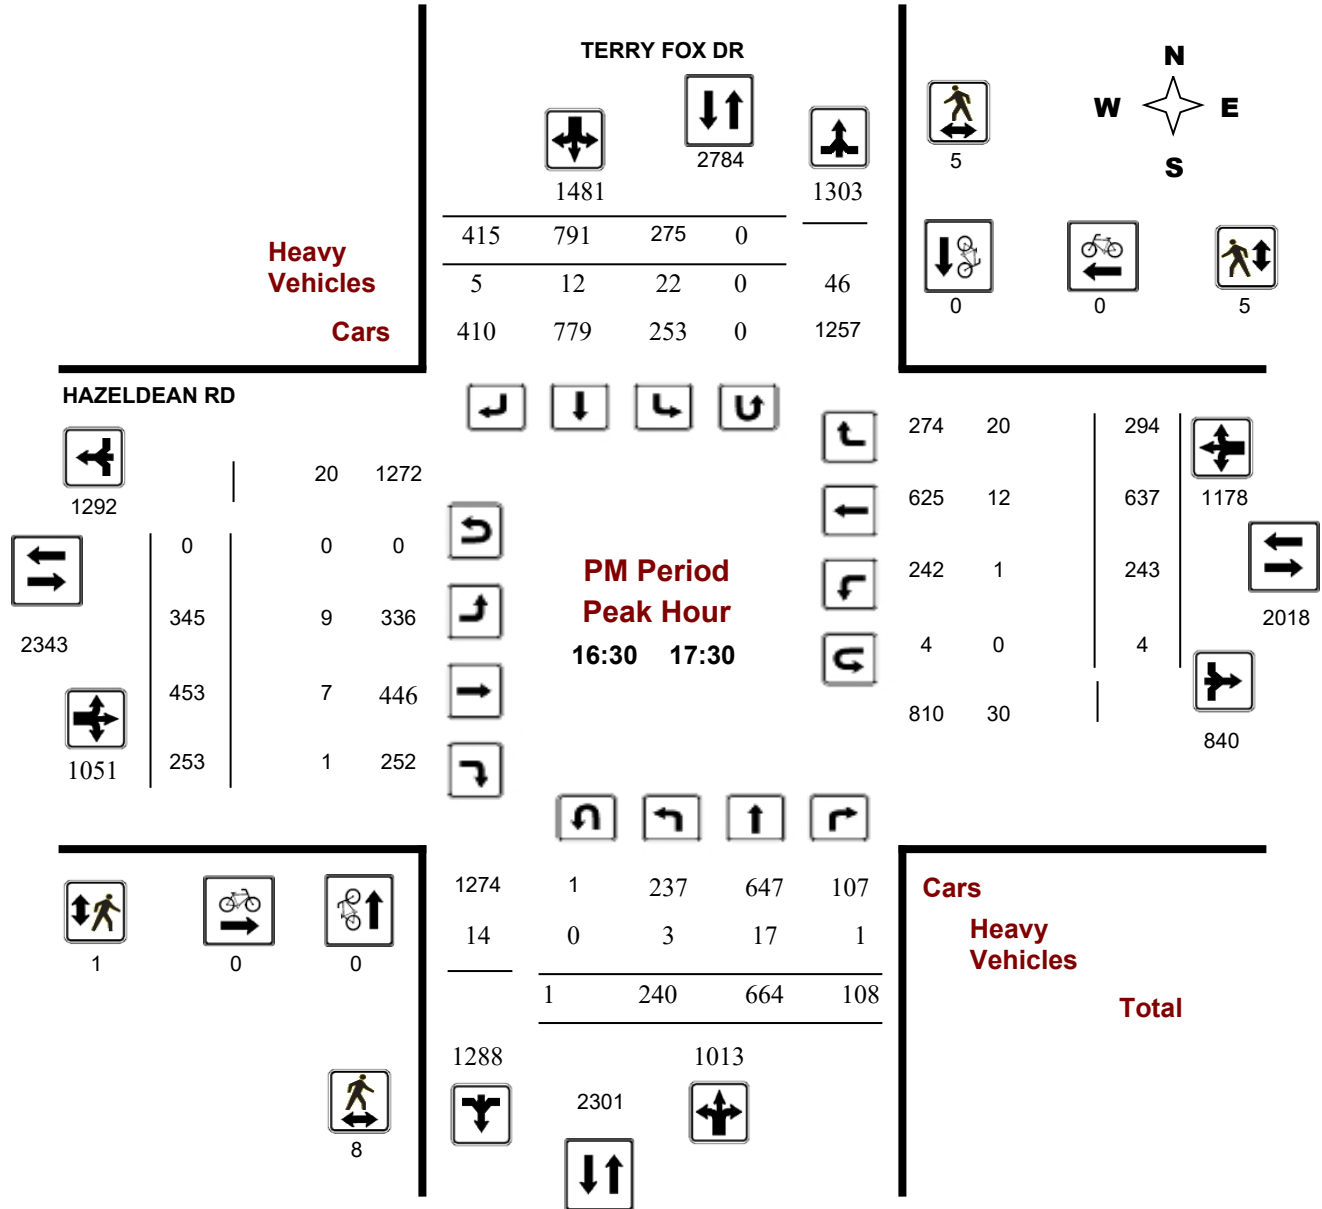 TERRY FOX DR
N
W E
S
2784
5
1481 1303
415 791 275 0
Heavy
Vehicles 5 12 22 0 46
0 0 5
Cars 410 779 253 0 1257
HAZELDEAN RD
274 20 294
20 1272
1292
625 12 637 1178
0 0 0
PM Period
242 1 243
345 9 336
Peak Hour
2018
2343
16:30 17:30
4 0 4
453 7 446
810 30
840
1051 253 1 252
1274 1 237 647 107 Cars
14 0 3 17 1 Heavy
Vehicles
1 0 0
1 240 664 108 Total
1288 1013
2301
8